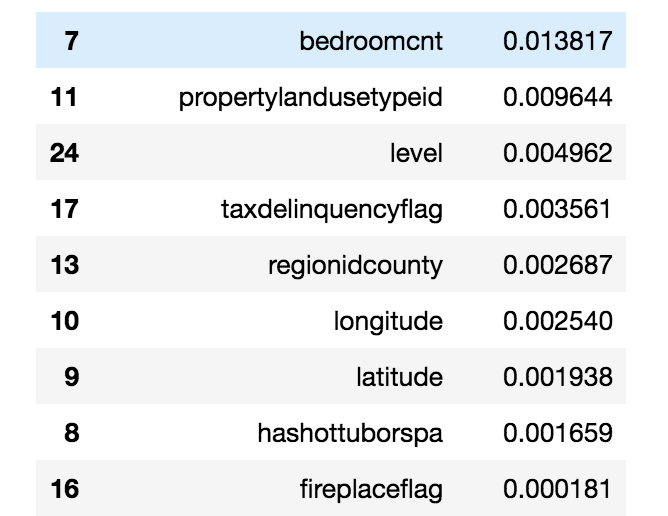 7 bedroomcnt 0.013817
11 propertylandusetypeid 0.009644
24 level 0.004962
17 taxdelinquencyflag 0.003561
13 regionidcounty 0.002687
10 longitude 0.002540
9 latitude 0.001938
8 hashottuborspa 0.001659
16 fireplaceflag 0.000181